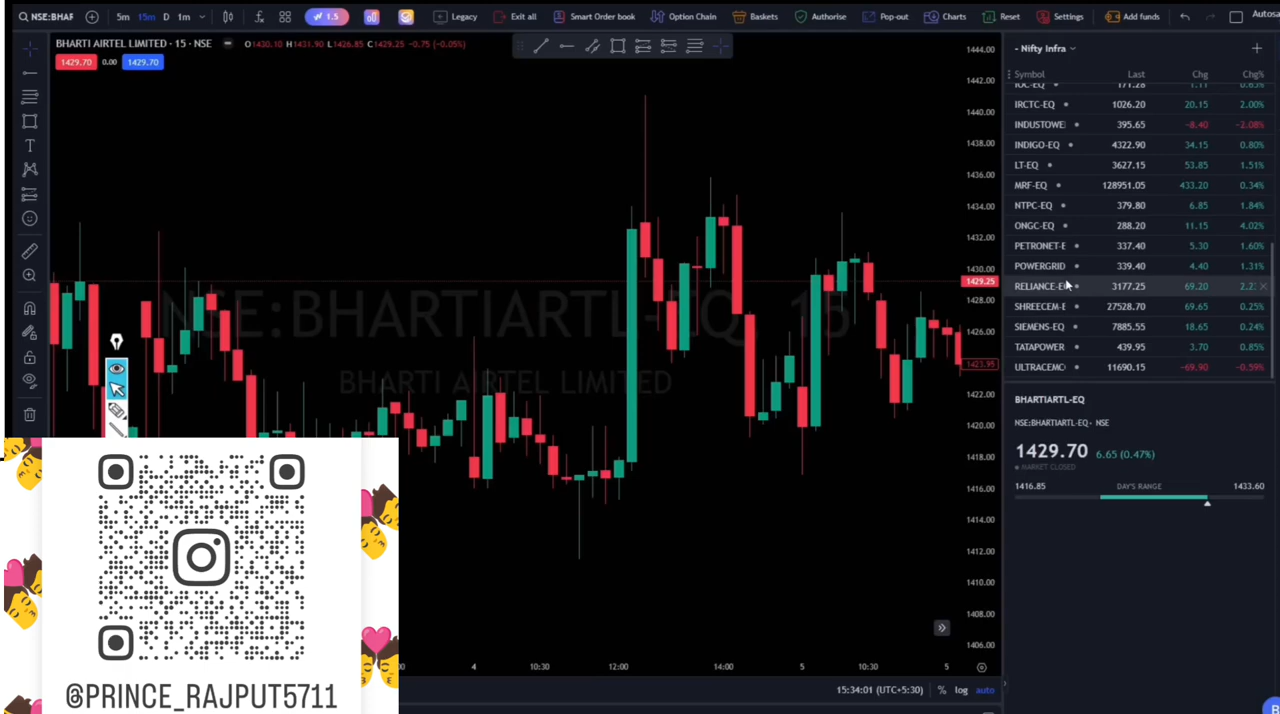 NSE:BHAF 5m 15m D 1m 1.5 Legacy Exit all Smart Order book Option Chain Baskets Authorise Pop-out Charts Reset Settings Add funds Autosa
BHARTI AIRTEL LIMITED · 15 · NSE O1430.10 H1431.90 L1426.85 C1429.25 -0.75 (-0.05%)
1429.70 0.00 1429.70
NSE:BHARTIARTL-EQ, 15
BHARTI AIRTEL LIMITED
1444.00
1442.00
1440.00
1438.00
1436.00
1434.00
1432.00
1430.00
1429.25
1428.00
1426.00
1423.95
1422.00
1420.00
1418.00
1416.00
1414.00
1412.00
1410.00
1408.00
1406.00
4 10:30 12:00 14:00 5 10:30 5
15:34:01 (UTC+5:30) % log auto
- Nifty Infra
Symbol Last Chg Chg%
IOC-EQ 171.28 1.11 0.65%
IRCTC-EQ 1026.20 20.15 2.00%
INDUSTOWE 395.65 -8.40 -2.08%
INDIGO-EQ 4322.90 34.15 0.80%
LT-EQ 3627.15 53.85 1.51%
MRF-EQ 128951.05 433.20 0.34%
NTPC-EQ 379.80 6.85 1.84%
ONGC-EQ 288.20 11.15 4.02%
PETRONET-E 337.40 5.30 1.60%
POWERGRID 339.40 4.40 1.31%
RELIANCE-E 3177.25 69.20 2.2
SHREECEM-E 27528.70 69.65 0.25%
SIEMENS-EQ 7885.55 18.65 0.24%
TATAPOWER 439.95 3.70 0.85%
ULTRACEMC 11690.15 -69.90 -0.59%
BHARTIARTL-EQ
NSE:BHARTIARTL-EQ · NSE
1429.70 6.65 (0.47%)
MARKET CLOSED
1416.85 DAY'S RANGE 1433.60
@PRINCE_RAJPUT5711